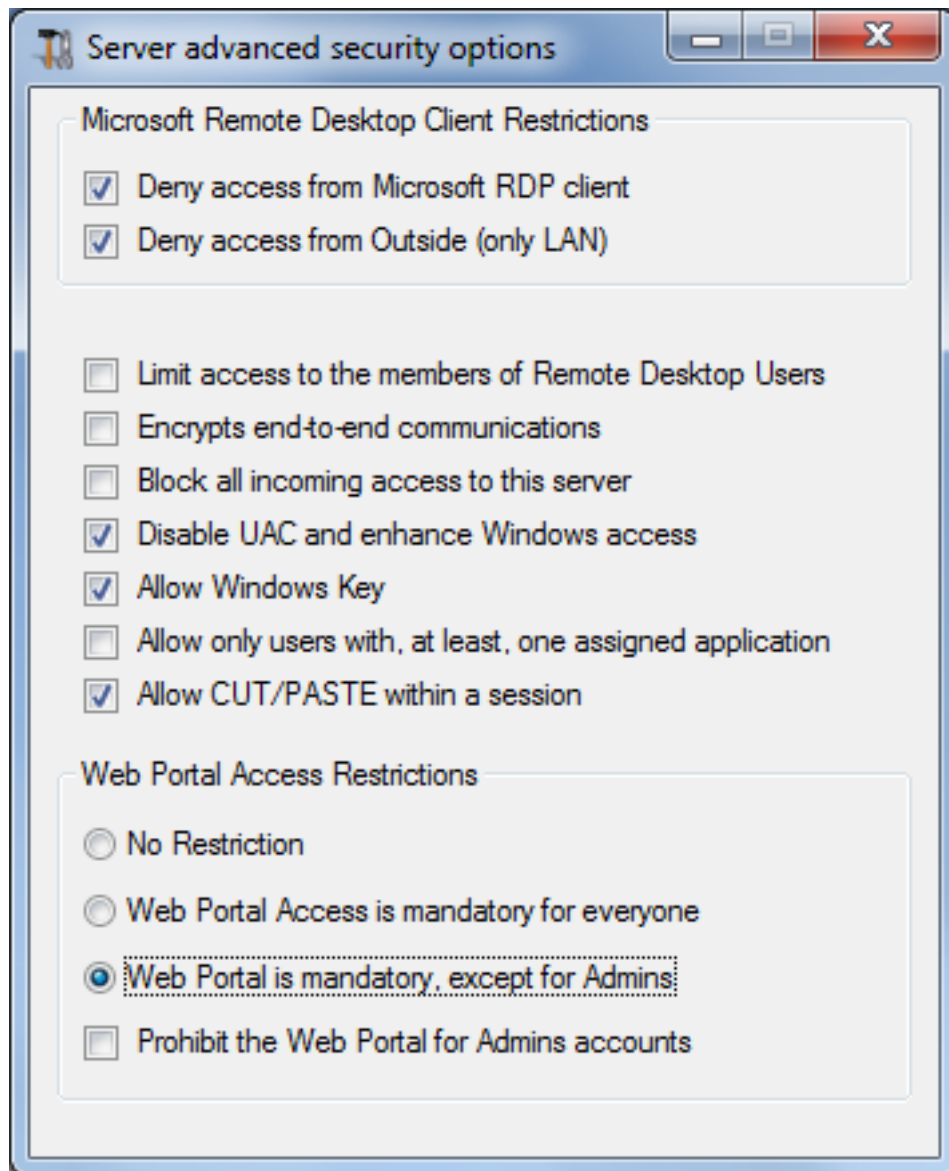 Server advanced security options
Microsoft Remote Desktop Client Restrictions
Deny access from Microsoft RDP client
Deny access from Outside (only LAN)
Limit access to the members of Remote Desktop Users
Encrypts end-to-end communications
Block all incoming access to this server
Disable UAC and enhance Windows access
Allow Windows Key
Allow only users with, at least, one assigned application
Allow CUT/PASTE within a session
Web Portal Access Restrictions
No Restriction
Web Portal Access is mandatory for everyone
Web Portal is mandatory, except for Admins
Prohibit the Web Portal for Admins accounts